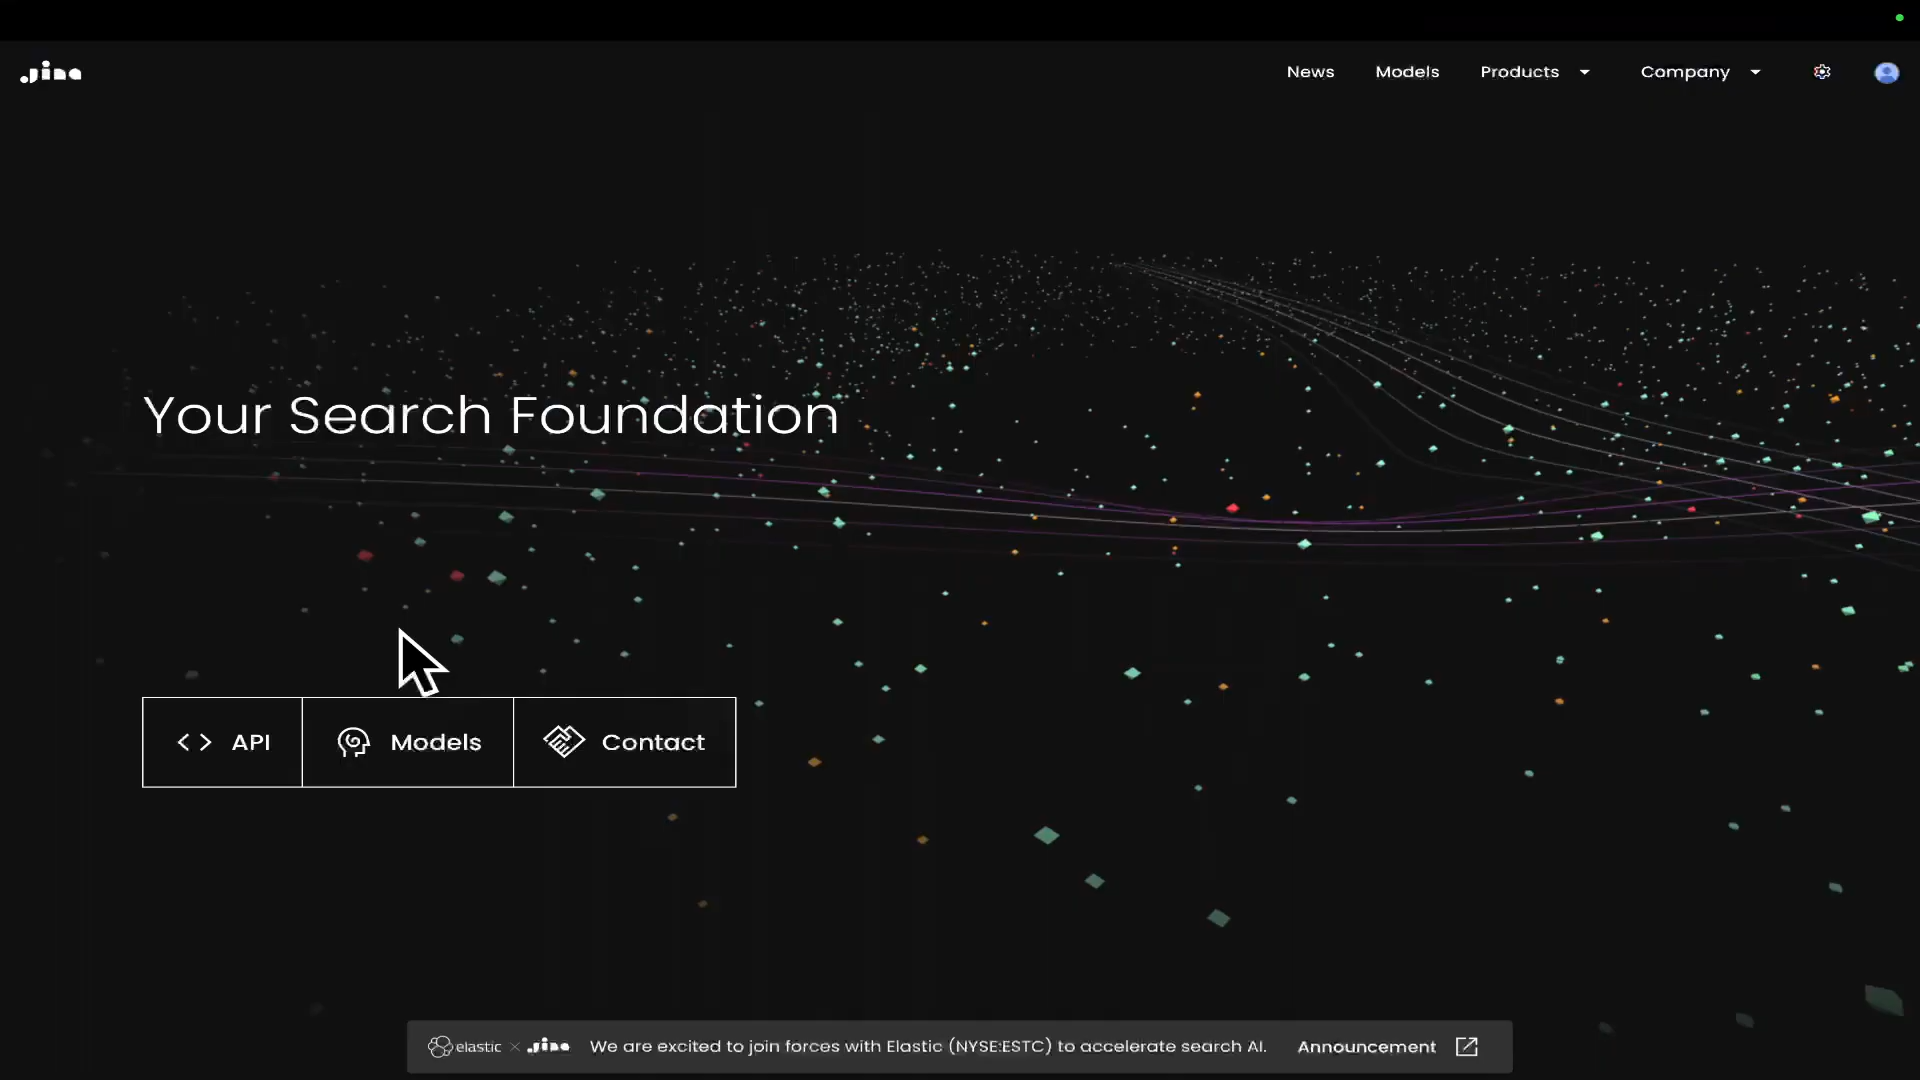 Jina
News
Models
Products
Company
Your Search Foundation
API
Models
Contact
elastic × Jina We are excited to join forces with Elastic (NYSE:ESTC) to accelerate search AI. Announcement